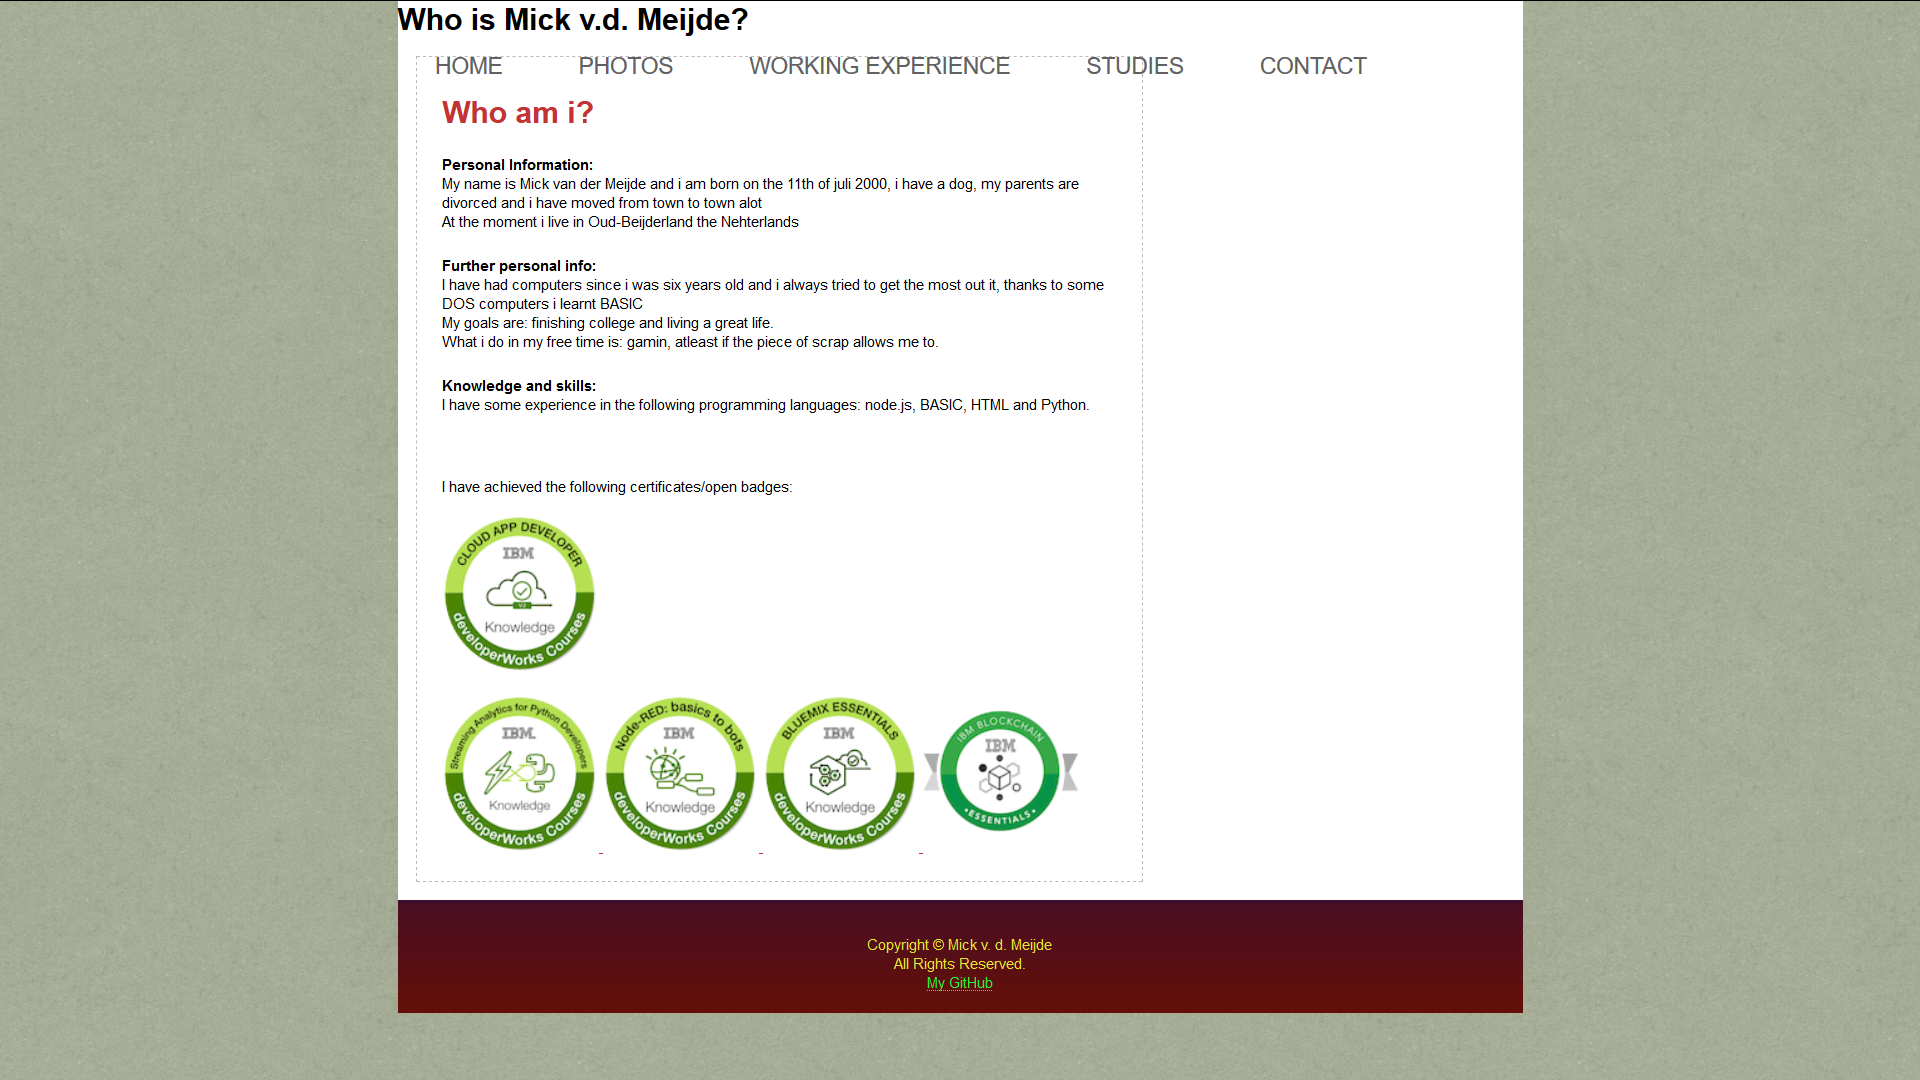 Who is Mick v.d. Meijde?
HOME PHOTOS WORKING EXPERIENCE STUDIES CONTACT
Who am i?
Personal Information:
My name is Mick van der Meijde and i am born on the 11th of juli 2000, i have a dog, my parents are
divorced and i have moved from town to town alot
At the moment i live in Oud-Beijderland the Nehterlands
Further personal info:
I have had computers since i was six years old and i always tried to get the most out it, thanks to some
DOS computers i learnt BASIC
My goals are: finishing college and living a great life.
What i do in my free time is: gamin, atleast if the piece of scrap allows me to.
Knowledge and skills:
I have some experience in the following programming languages: node.js, BASIC, HTML and Python.
I have achieved the following certificates/open badges:
CLOUD APP DEVELOPER
IBM
V3
Knowledge
developerWorks Courses
Streaming Analytics for Python Developers
IBM.
Knowledge
developerWorks Courses
Node-RED: basics to bots
IBM
Knowledge
developerWorks Courses
BLUEMIX ESSENTIALS
IBM
Knowledge
developerWorks Courses
IBM BLOCKCHAIN
IBM
•ESSENTIALS•
Copyright © Mick v. d. Meijde
All Rights Reserved.
My GitHub